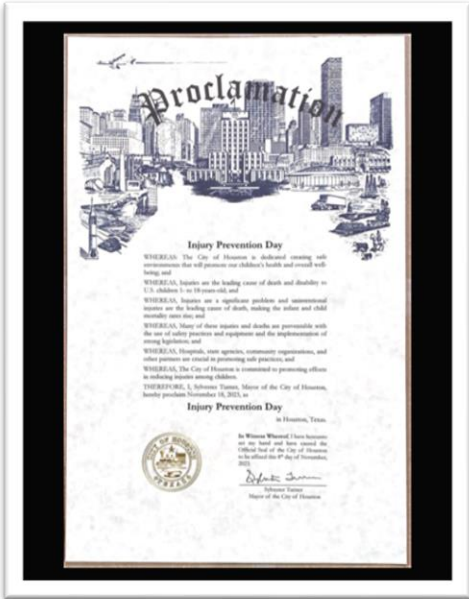 Proclamation
Injury Prevention Day
WHEREAS: The City of Houston is dedicated creating safe
environments that will promote our children's health and overall well-
being; and
WHEREAS, Injuries are the leading cause of death and disability to
U.S. children 1- to 18-years-old; and
WHEREAS, Injuries are a significant problem and unintentional
injuries are the leading cause of death, making the infant and child
mortality rates rise; and
WHEREAS, Many of these injuries and deaths are preventable with
the use of safety practices and equipment and the implementation of
strong legislation; and
WHEREAS, Hospitals, state agencies, community organizations, and
other partners are crucial in promoting safe practices; and
WHEREAS, The City of Houston is committed to promoting efforts
in reducing injuries among children.
THEREFORE, I, Sylvester Turner, Mayor of the City of Houston,
hereby proclaim November 18, 2023, as
Injury Prevention Day
in Houston, Texas.
In Witness Whereof, I have hereunto
set my hand and have caused the
Official Seal of the City of Houston
to be affixed this day of November,
2023.
Sylvester Turner
Mayor of the City of Houston
CITY OF HOUSTON
TEXAS